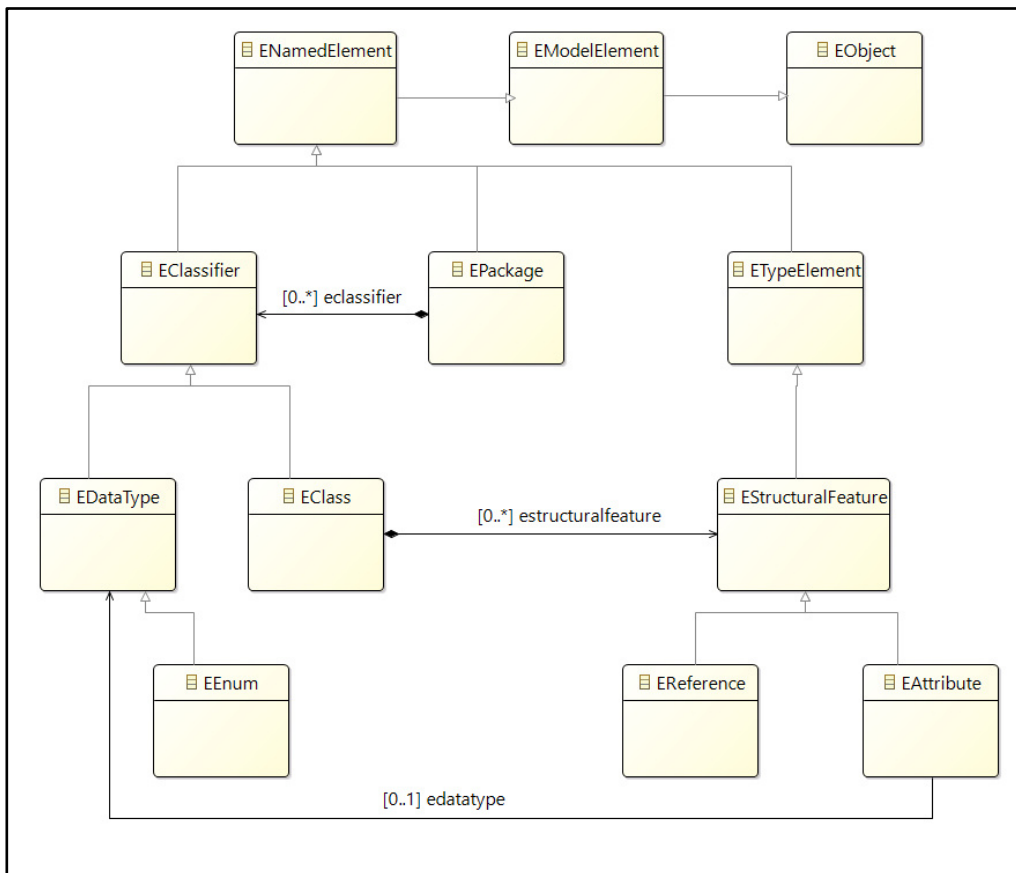 ENamedElement
EModelElement
EObject
EClassifier
EPackage
ETypeElement
[0..*] eclassifier
EDataType
EClass
EStructuralFeature
[0..*] estructuralfeature
EEnum
EReference
EAttribute
[0..1] edatatype